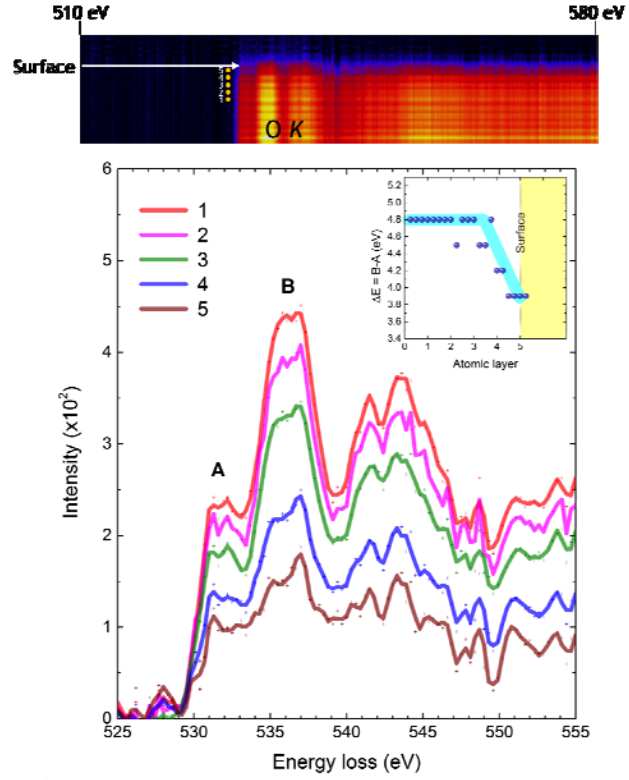 510 eV 580 eV
Surface
O K
6
5
4
3
2
1
0
Intensity (x10²)
1
2
3
4
5
A
B
5.2
5.0
4.8
4.6
4.4
4.2
4.0
3.8
3.6
3.4
ΔE = B-A (eV)
Surface
0 1 2 3 4 5
Atomic layer
525 530 535 540 545 550 555
Energy loss (eV)